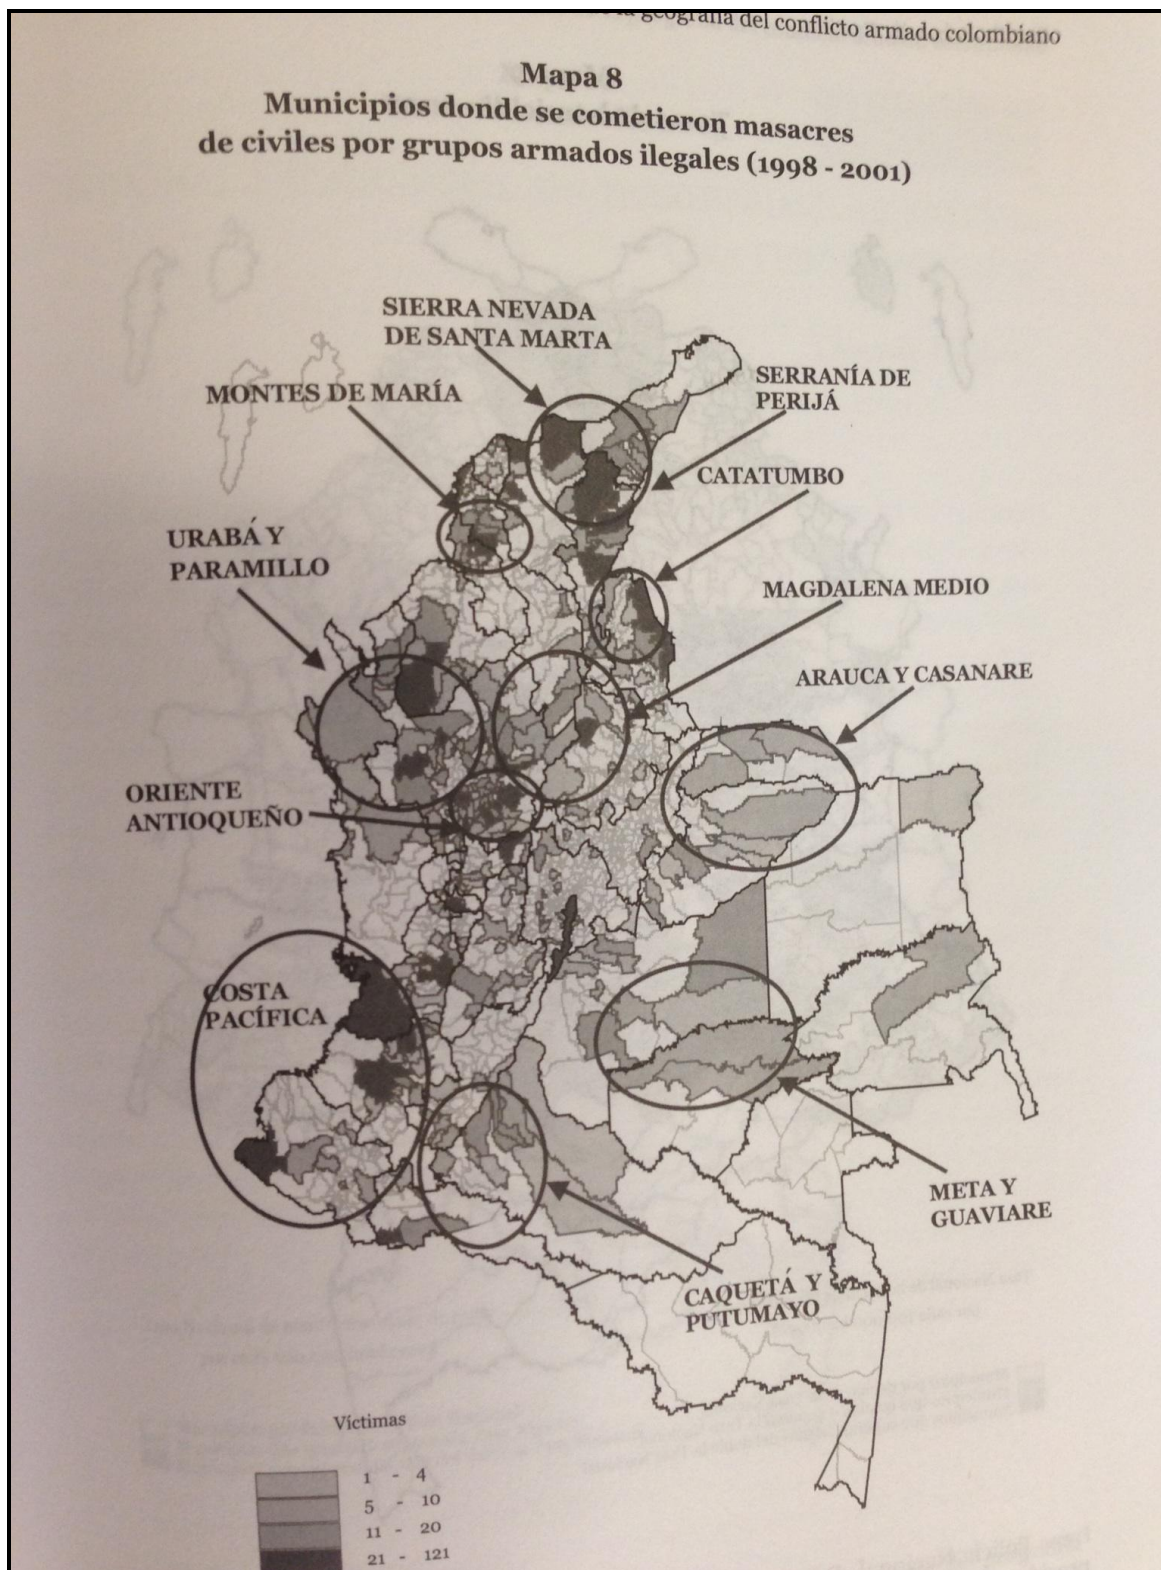 geografía del conflicto armado colombiano
Mapa 8
Municipios donde se cometieron masacres
de civiles por grupos armados ilegales (1998 - 2001)
SIERRA NEVADA
DE SANTA MARTA
MONTES DE MARÍA
SERRANÍA DE
PERIJÁ
CATATUMBO
URABÁ Y
PARAMILLO
MAGDALENA MEDIO
ARAUCA Y CASANARE
ORIENTE
ANTIOQUEÑO
COSTA
PACÍFICA
META Y
GUAVIARE
CAQUETÁ Y
PUTUMAYO
Víctimas
1 - 4
5 - 10
11 - 20
21 - 121